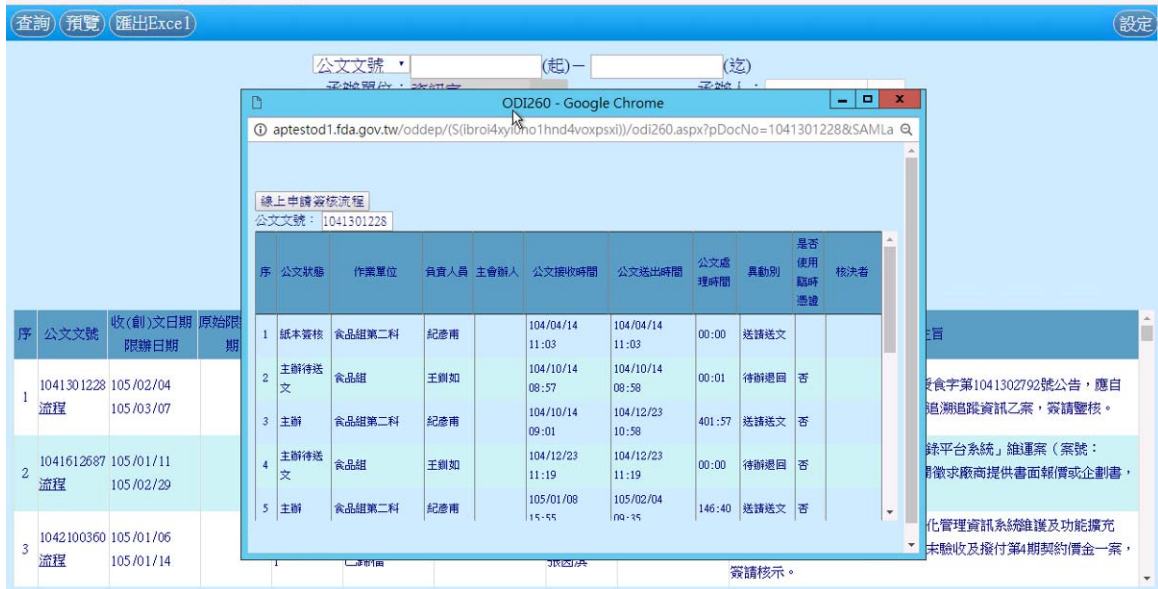 查詢 預覽 匯出Excel 設定
公文文號 (起)－ (迄)
ODI260 - Google Chrome
aptestod1.fda.gov.tw/oddep/(S(ibroi4xyl0ho1hnd4voxpsxi))/odi260.aspx?pDocNo=1041301228&SAMLa
線上申請簽核流程
公文文號： 1041301228
序 公文狀態 作業單位 負責人員 主會辦人 公文接收時間 公文送出時間 公文處理時間 異動別 是否使用臨時憑證 核決者
1 紙本簽核 食品組第二科 紀彥甫 104/04/14 11:03 104/04/14 11:03 00:00 送請送文
2 主辦待送文 食品組 王釧如 104/10/14 08:57 104/10/14 08:58 00:01 待辦退回 否
3 主辦 食品組第二科 紀彥甫 104/10/14 09:01 104/12/23 10:58 401:57 送請送文 否
4 主辦待送文 食品組 王釧如 104/12/23 11:19 104/12/23 11:19 00:00 待辦退回 否
5 主辦 食品組第二科 紀彥甫 105/01/08 15:55 105/02/04 09:35 146:40 送請送文 否
序 公文文號 收(創)文日期 限辦日期 原始限 期 旨
1 1041301228 流程 105/02/04 105/03/07
食字第1041302792號公告，應自
追溯追蹤資訊乙案，簽請鑒核。
2 1041612687 流程 105/01/11 105/02/29
錄平台系統」維運案（案號：
徵求廠商提供書面報價或企劃書，
3 1042100360 流程 105/01/06 105/01/14 1
化管理資訊系統維護及功能擴充
末驗收及撥付第4期契約價金一案，
簽請核示。